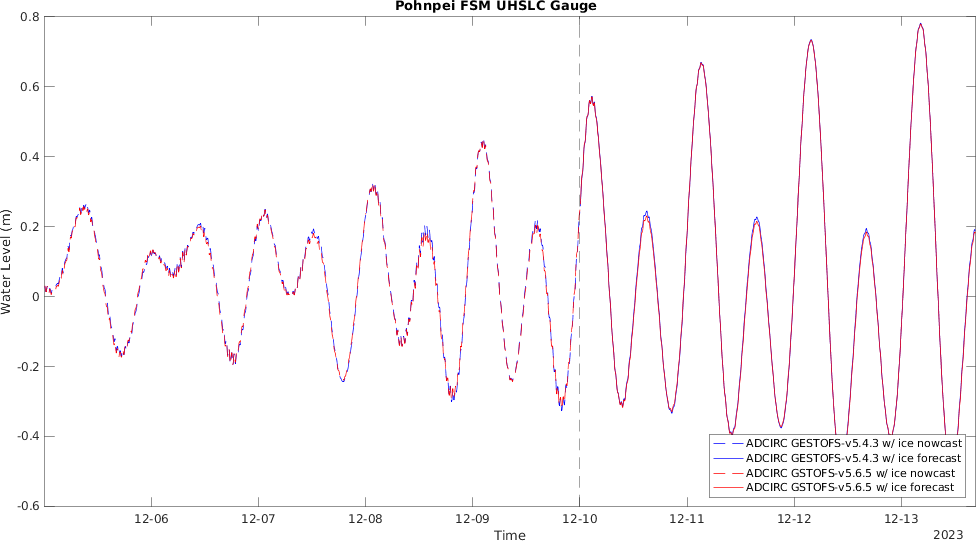 Pohnpei FSM UHSLC Gauge
0.8
0.6
0.4
0.2
0
-0.2
-0.4
-0.6
Water Level (m)
12-06
12-07
12-08
12-09
12-10
12-11
12-12
12-13
Time
2023
ADCIRC GESTOFS-v5.4.3 w/ ice nowcast
ADCIRC GESTOFS-v5.4.3 w/ ice forecast
ADCIRC GSTOFS-v5.6.5 w/ ice nowcast
ADCIRC GSTOFS-v5.6.5 w/ ice forecast